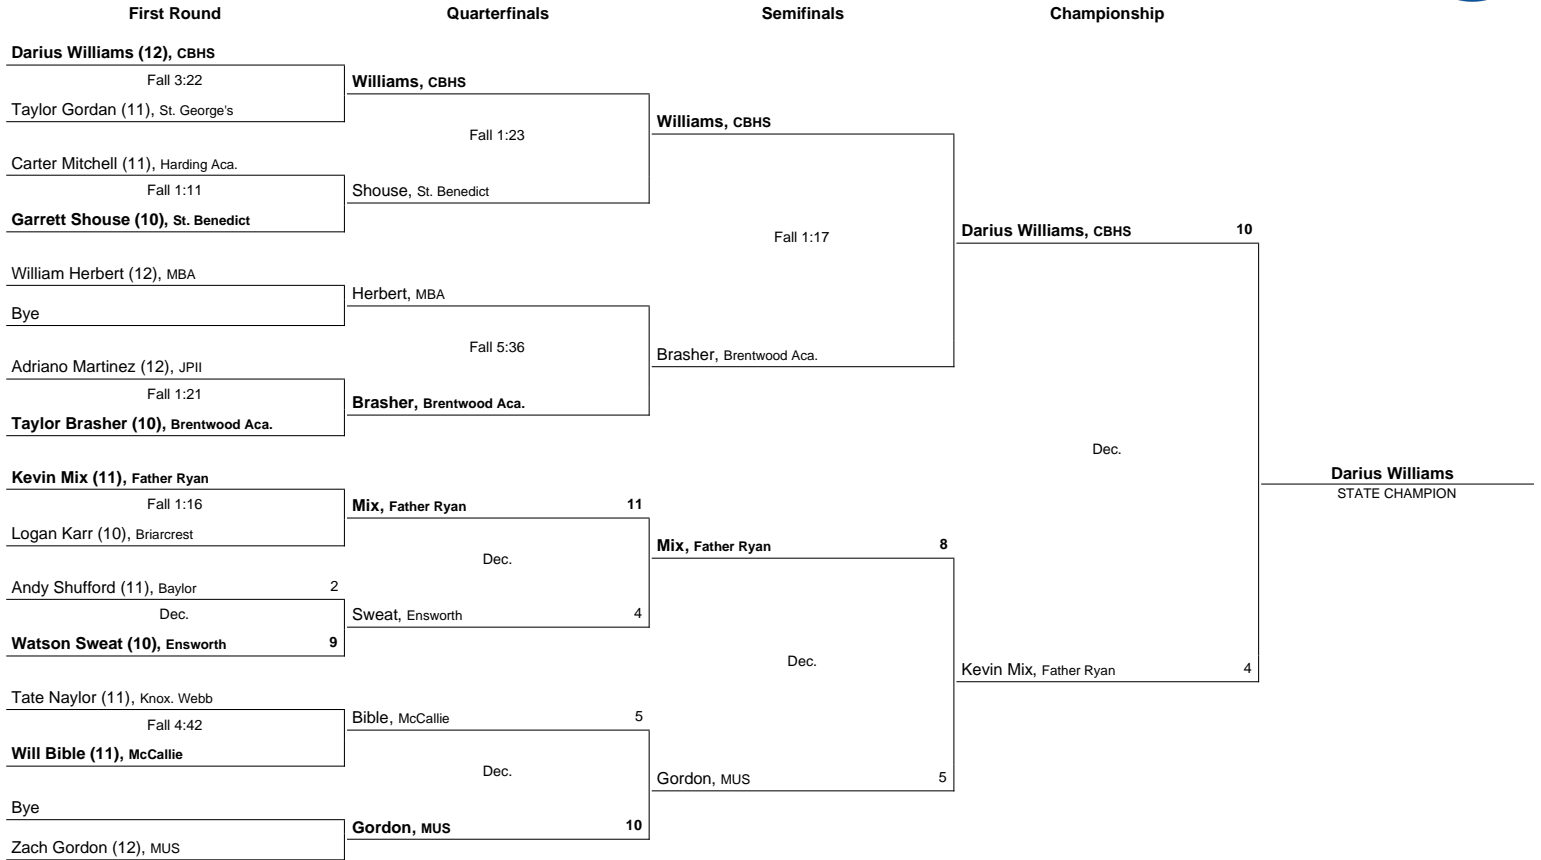 First Round
Quarterfinals
Semifinals
Championship
Darius Williams (12), CBHS
Fall 3:22
Taylor Gordan (11), St. George's
Carter Mitchell (11), Harding Aca.
Fall 1:11
Garrett Shouse (10), St. Benedict
William Herbert (12), MBA
Bye
Adriano Martinez (12), JPII
Fall 1:21
Taylor Brasher (10), Brentwood Aca.
Kevin Mix (11), Father Ryan
Fall 1:16
Logan Karr (10), Briarcrest
Andy Shufford (11), Baylor 2
Dec.
Watson Sweat (10), Ensworth 9
Tate Naylor (11), Knox. Webb
Fall 4:42
Will Bible (11), McCallie
Bye
Zach Gordon (12), MUS
Williams, CBHS
Fall 1:23
Shouse, St. Benedict
Herbert, MBA
Fall 5:36
Brasher, Brentwood Aca.
Mix, Father Ryan 11
Dec.
Sweat, Ensworth 4
Bible, McCallie 5
Dec.
Gordon, MUS 10
Williams, CBHS
Fall 1:17
Brasher, Brentwood Aca.
Mix, Father Ryan 8
Dec.
Gordon, MUS 5
Darius Williams, CBHS 10
Dec.
Kevin Mix, Father Ryan 4
Darius Williams
STATE CHAMPION